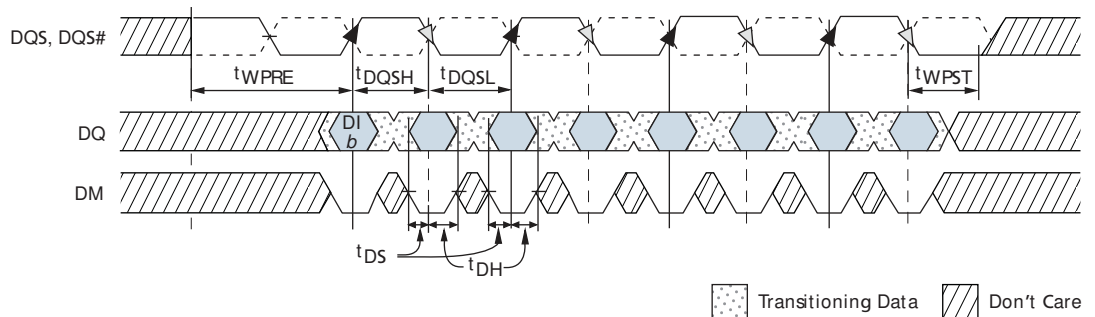 DQS, DQS#
tWPRE
tDQSH
tDQSL
tWPST
DQ
DI
b
DM
tDS
tDH
Transitioning Data
Don't Care